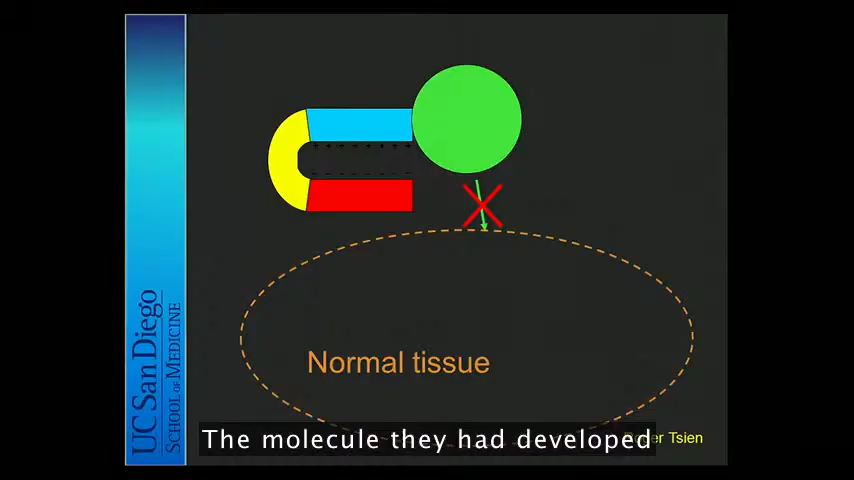 UC San Diego
SCHOOL OF MEDICINE
Normal tissue
The molecule they had developed
Tsien